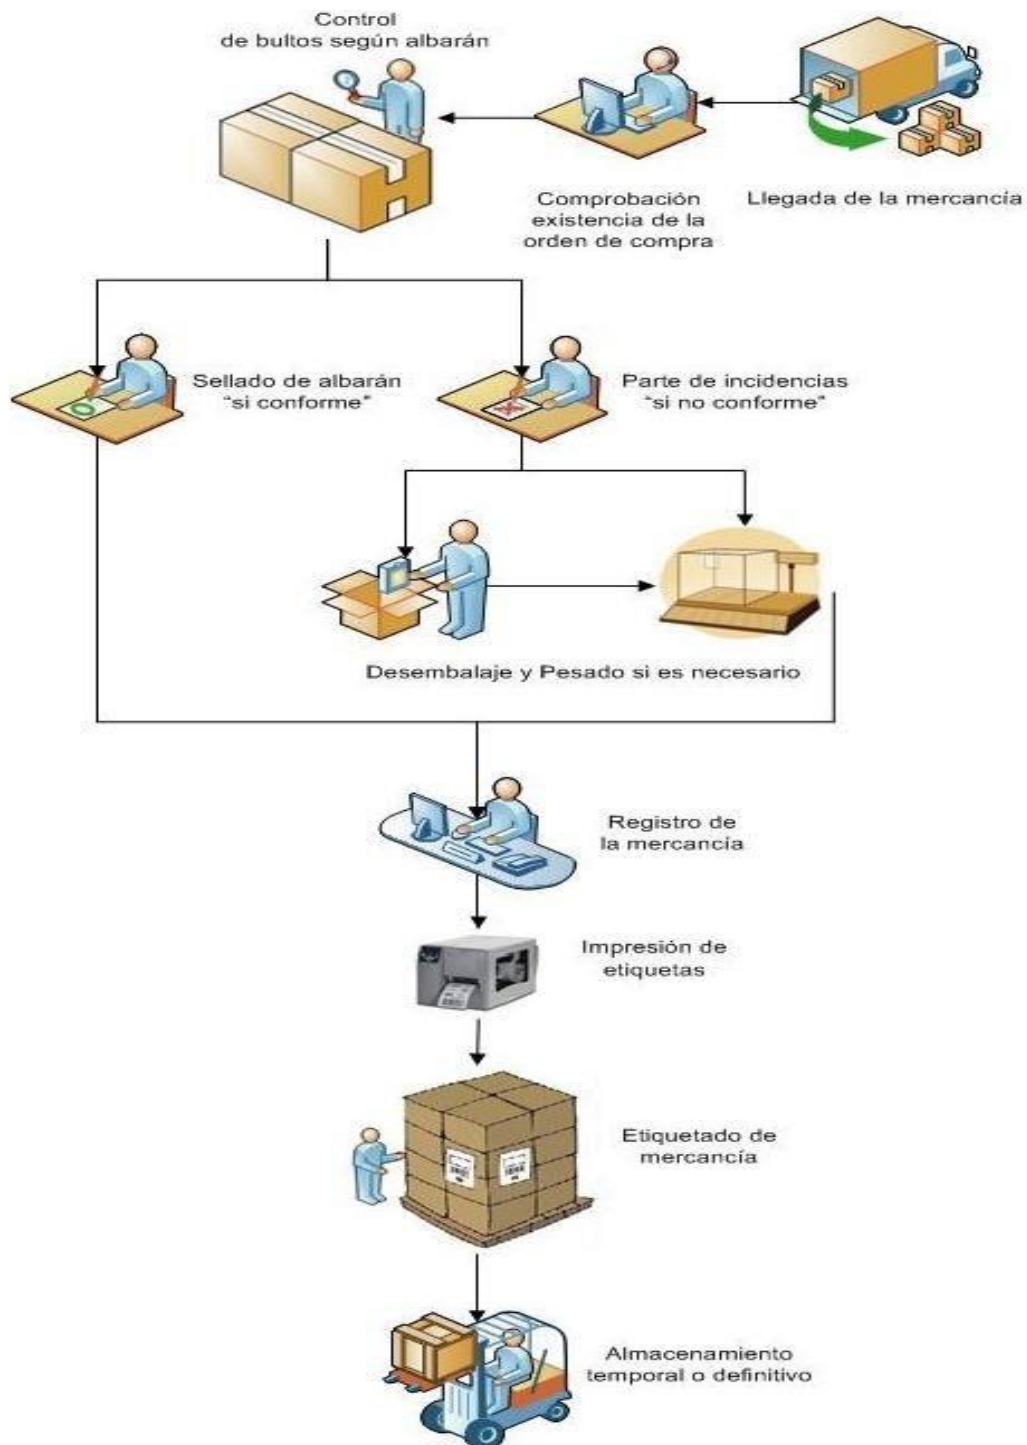 Control
de bultos según albarán
Comprobación
existencia de la
orden de compra
Llegada de la mercancía
Sellado de albarán
"si conforme"
Parte de incidencias
"si no conforme"
Desembalaje y Pesado si es necesario
Registro de
la mercancía
Impresión de
etiquetas
Etiquetado de
mercancía
Almacenamiento
temporal o definitivo